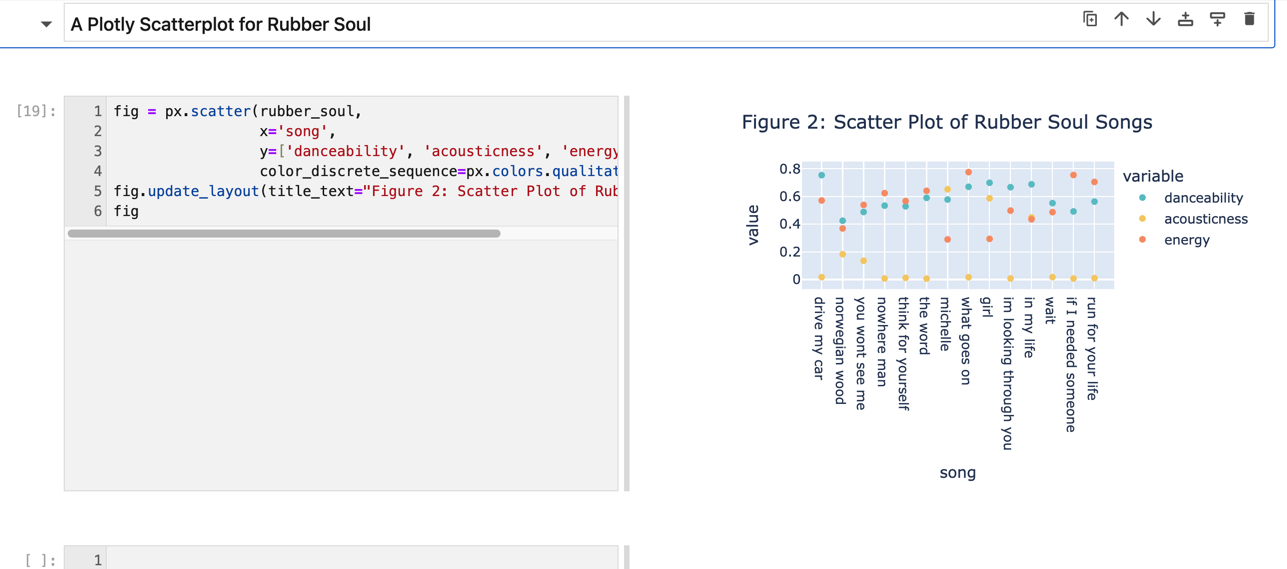 A Plotly Scatterplot for Rubber Soul
[19]:
1 fig = px.scatter(rubber_soul,
2 x='song',
3 y=['danceability', 'acousticness', 'energy
4 color_discrete_sequence=px.colors.qualitat
5 fig.update_layout(title_text="Figure 2: Scatter Plot of Rub
6 fig
Figure 2: Scatter Plot of Rubber Soul Songs
value
0.8
0.6
0.4
0.2
0
variable
danceability
acousticness
energy
drive my car
norwegian wood
you wont see me
nowhere man
think for yourself
the word
michelle
what goes on
girl
im looking through you
in my life
wait
if I needed someone
run for your life
song
[ ]:
1